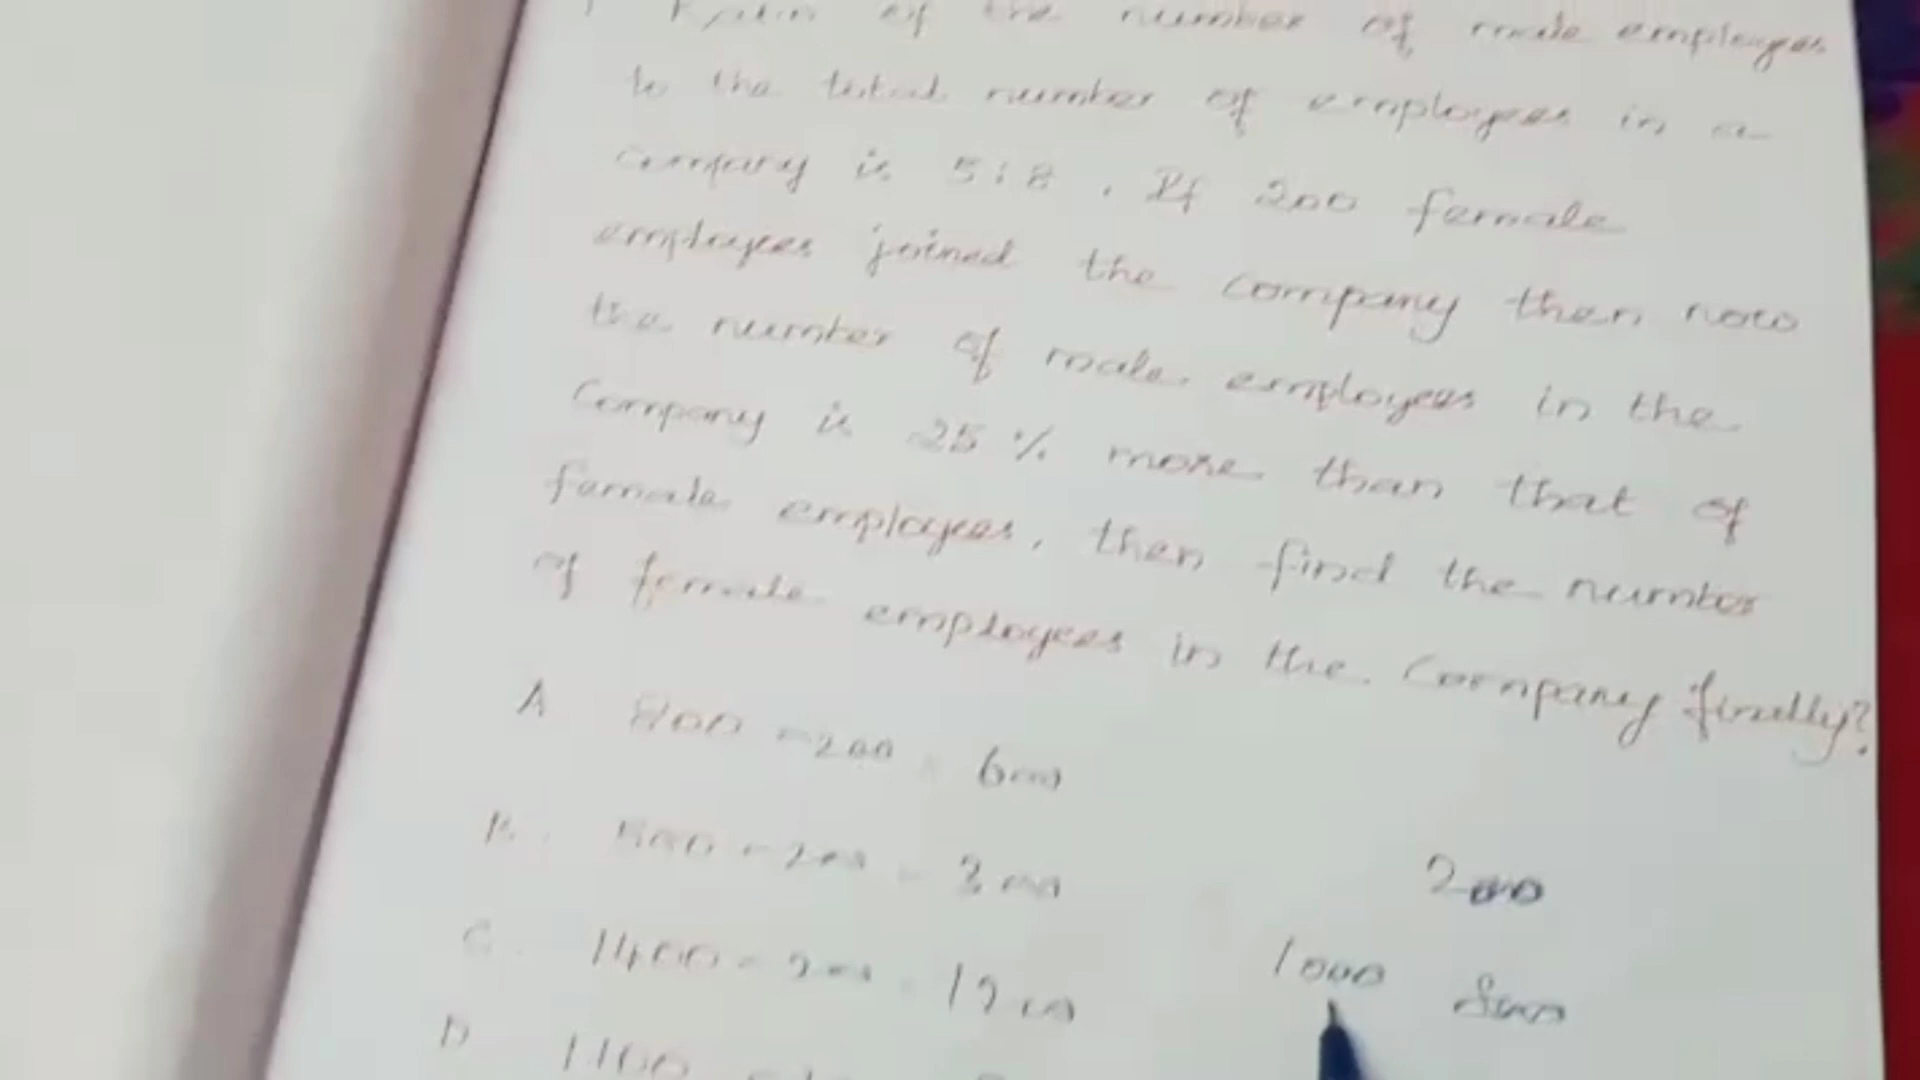 Ratio of the number of male employees
to the total number of employees in a
company is 5:8. If 200 female
employees joined the company then now
the number of male employees in the
Company is 25% more than that of
female employees, then find the number
of female employees in the Company finally?
A 800 - 200 = 600
B. 500 - 200 = 300
200
C. 1400 - 200 = 1200
1000 800
D 1100